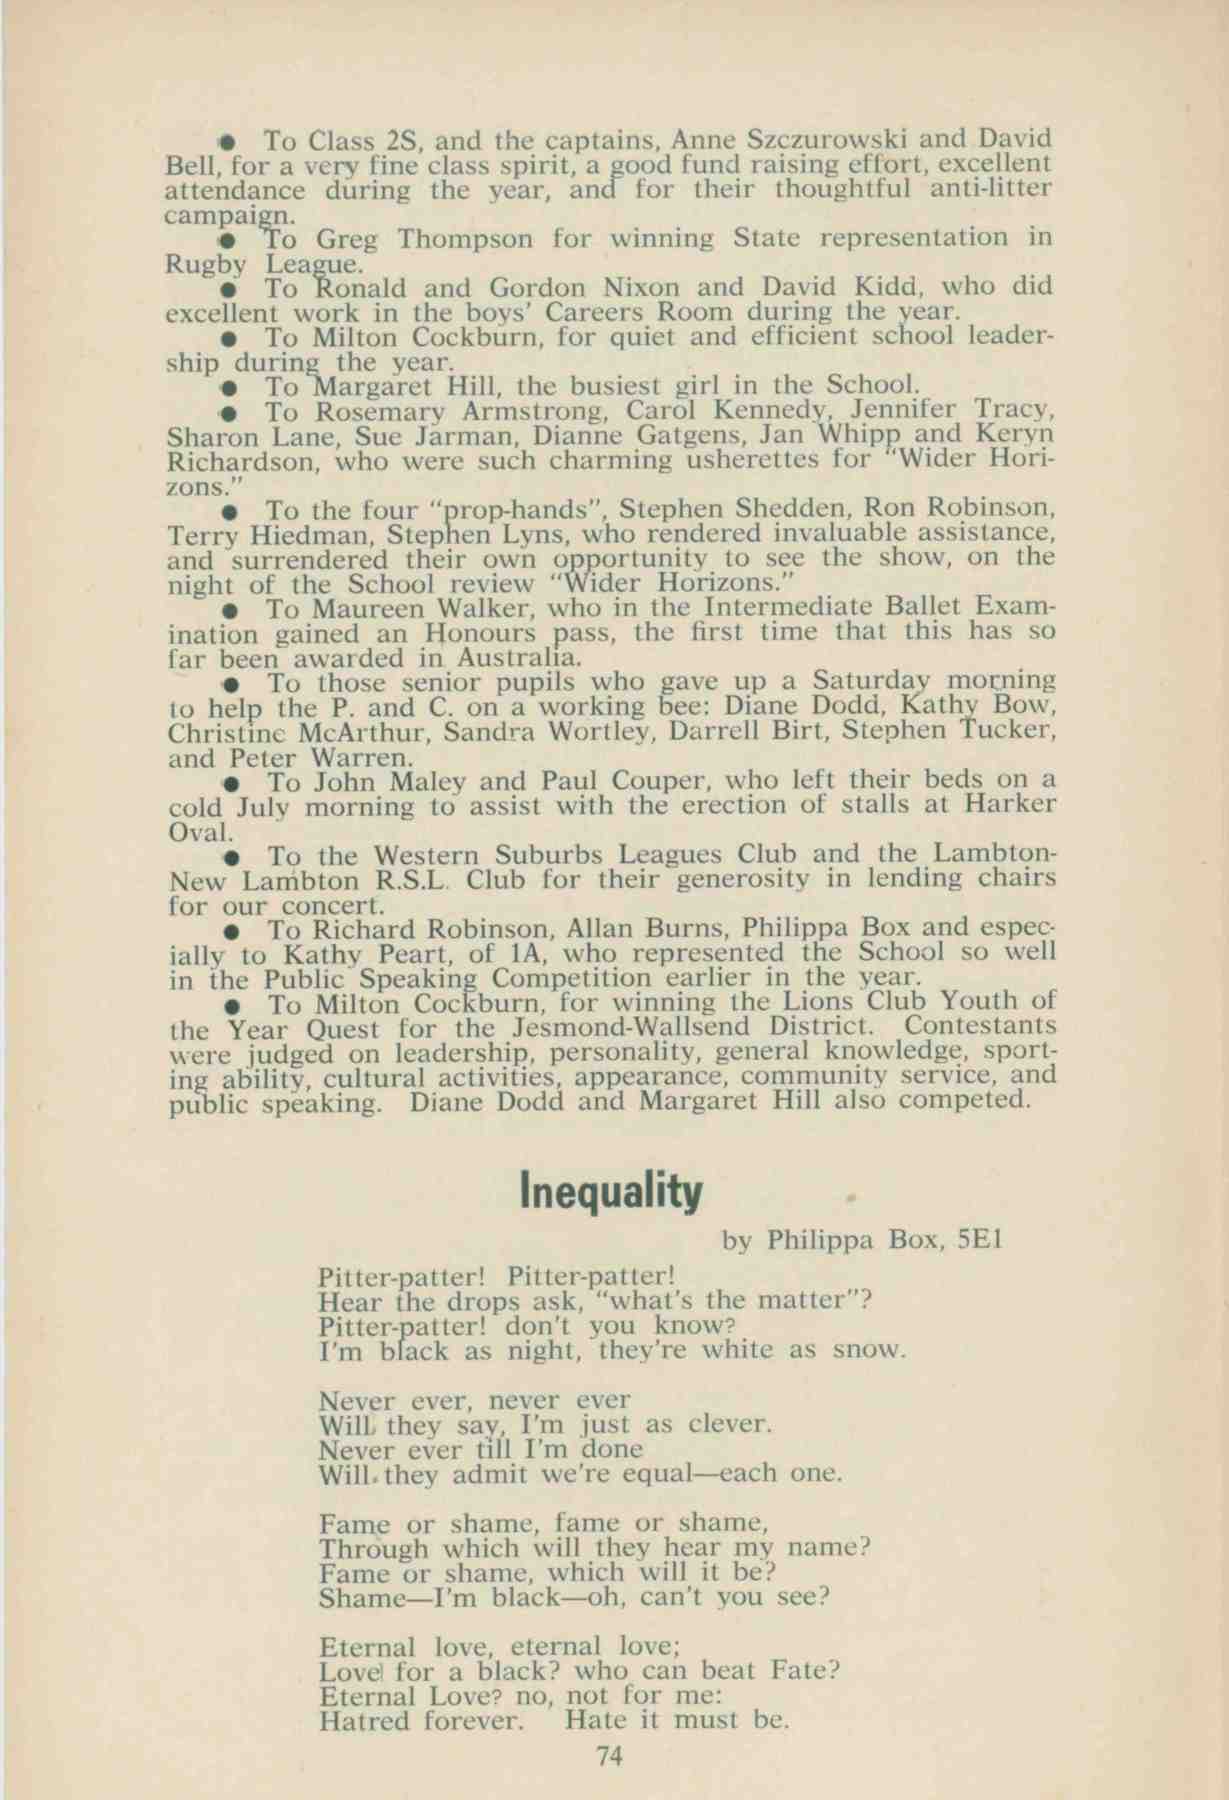 ● To Class 2S, and the captains, Anne Szczurowski and David
Bell, for a very fine class spirit, a good fund raising effort, excellent
attendance during the year, and for their thoughtful anti-litter
campaign.
● To Greg Thompson for winning State representation in
Rugby League.
● To Ronald and Gordon Nixon and David Kidd, who did
excellent work in the boys' Careers Room during the year.
● To Milton Cockburn, for quiet and efficient school leader-
ship during the year.
● To Margaret Hill, the busiest girl in the School.
● To Rosemary Armstrong, Carol Kennedy, Jennifer Tracy,
Sharon Lane, Sue Jarman, Dianne Gatgens, Jan Whipp and Keryn
Richardson, who were such charming usherettes for "Wider Hori-
zons."
● To the four "prop-hands", Stephen Shedden, Ron Robinson,
Terry Hiedman, Stephen Lyns, who rendered invaluable assistance,
and surrendered their own opportunity to see the show, on the
night of the School review "Wider Horizons."
● To Maureen Walker, who in the Intermediate Ballet Exam-
ination gained an Honours pass, the first time that this has so
far been awarded in Australia.
● To those senior pupils who gave up a Saturday morning
to help the P. and C. on a working bee: Diane Dodd, Kathy Bow,
Christine McArthur, Sandra Wortley, Darrell Birt, Stephen Tucker,
and Peter Warren.
● To John Maley and Paul Couper, who left their beds on a
cold July morning to assist with the erection of stalls at Harker
Oval.
● To the Western Suburbs Leagues Club and the Lambton-
New Lambton R.S.L. Club for their generosity in lending chairs
for our concert.
● To Richard Robinson, Allan Burns, Philippa Box and espec-
ially to Kathy Peart, of 1A, who represented the School so well
in the Public Speaking Competition earlier in the year.
● To Milton Cockburn, for winning the Lions Club Youth of
the Year Quest for the Jesmond-Wallsend District. Contestants
were judged on leadership, personality, general knowledge, sport-
ing ability, cultural activities, appearance, community service, and
public speaking. Diane Dodd and Margaret Hill also competed.
Inequality
by Philippa Box, 5E1
Pitter-patter! Pitter-patter!
Hear the drops ask, "what's the matter"?
Pitter-patter! don't you know?
I'm black as night, they're white as snow.
Never ever, never ever
Will they say, I'm just as clever.
Never ever till I'm done
Will they admit we're equal—each one.
Fame or shame, fame or shame,
Through which will they hear my name?
Fame or shame, which will it be?
Shame—I'm black—oh, can't you see?
Eternal love, eternal love;
Love! for a black? who can beat Fate?
Eternal Love? no, not for me:
Hatred forever. Hate it must be.
74